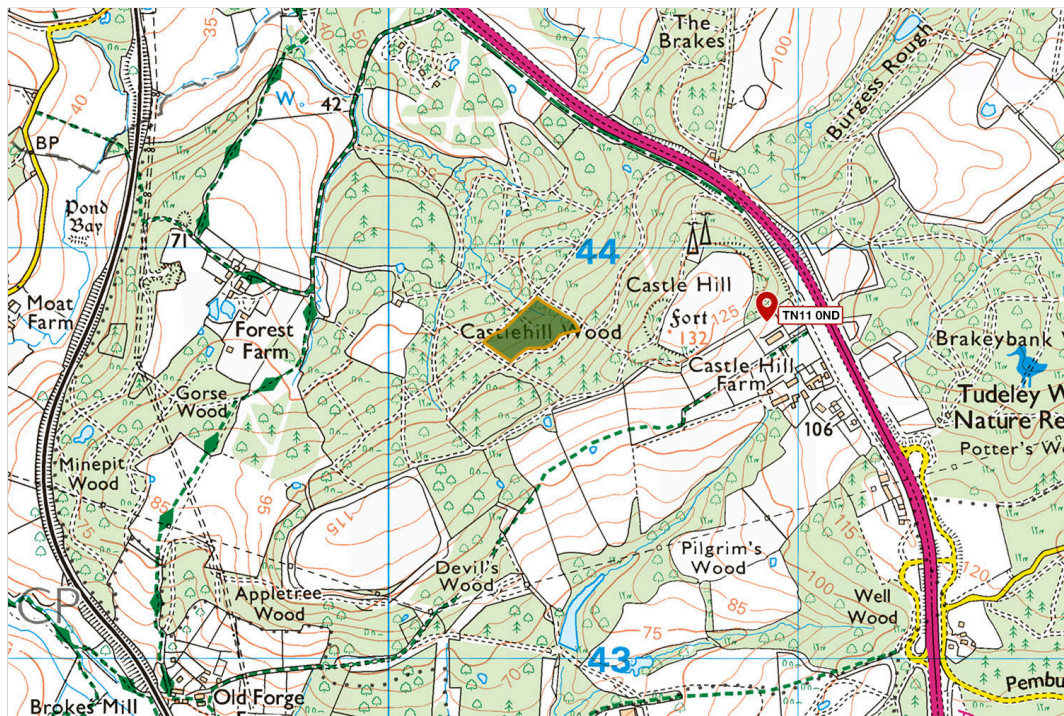 The
Brakes
100
35
40
50
Burgess Rough
W
42
40
BP
Pond
Bay
71
44
Castle Hill
Fort
125
132
TN11 0ND
Moat
Farm
Forest
Farm
Castlehill Wood
Castle Hill
Farm
Brakeybank
Tudeley W
Nature Re
Potter's Wo
106
Gorse
Wood
Minepit
Wood
85
95
75
115
115
Devil's
Wood
Pilgrim's
Wood
Appletree
Wood
85
100
120
Well
Wood
CP
75
70
43
Old Forge
Brokes Mill
Pembu